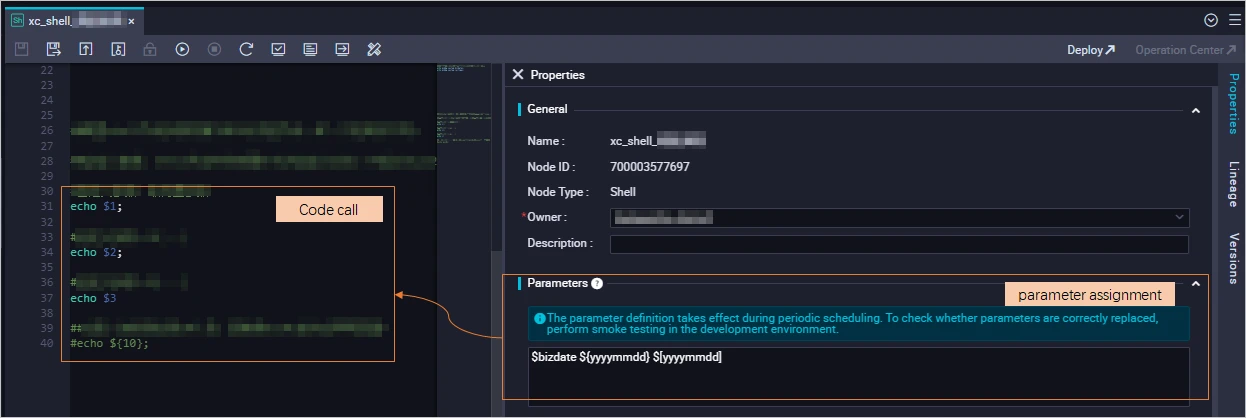 Sh xc_shell_ ×
Deploy Operation Center
22
23
24
25
26
27
28
29
30
31 echo $1;
32
33 #
34 echo $2;
35
36 #
37 echo $3
38
39 ##
40 #echo ${10};
Code call
Properties
General
Name :
xc_shell_
Node ID :
700003577697
Node Type :
Shell
*Owner :
Description :
Parameters ?
parameter assignment
The parameter definition takes effect during periodic scheduling. To check whether parameters are correctly replaced,
perform smoke testing in the development environment.
$bizdate ${yyyymmdd} $[yyyymmdd]
Properties
Lineage
Versions